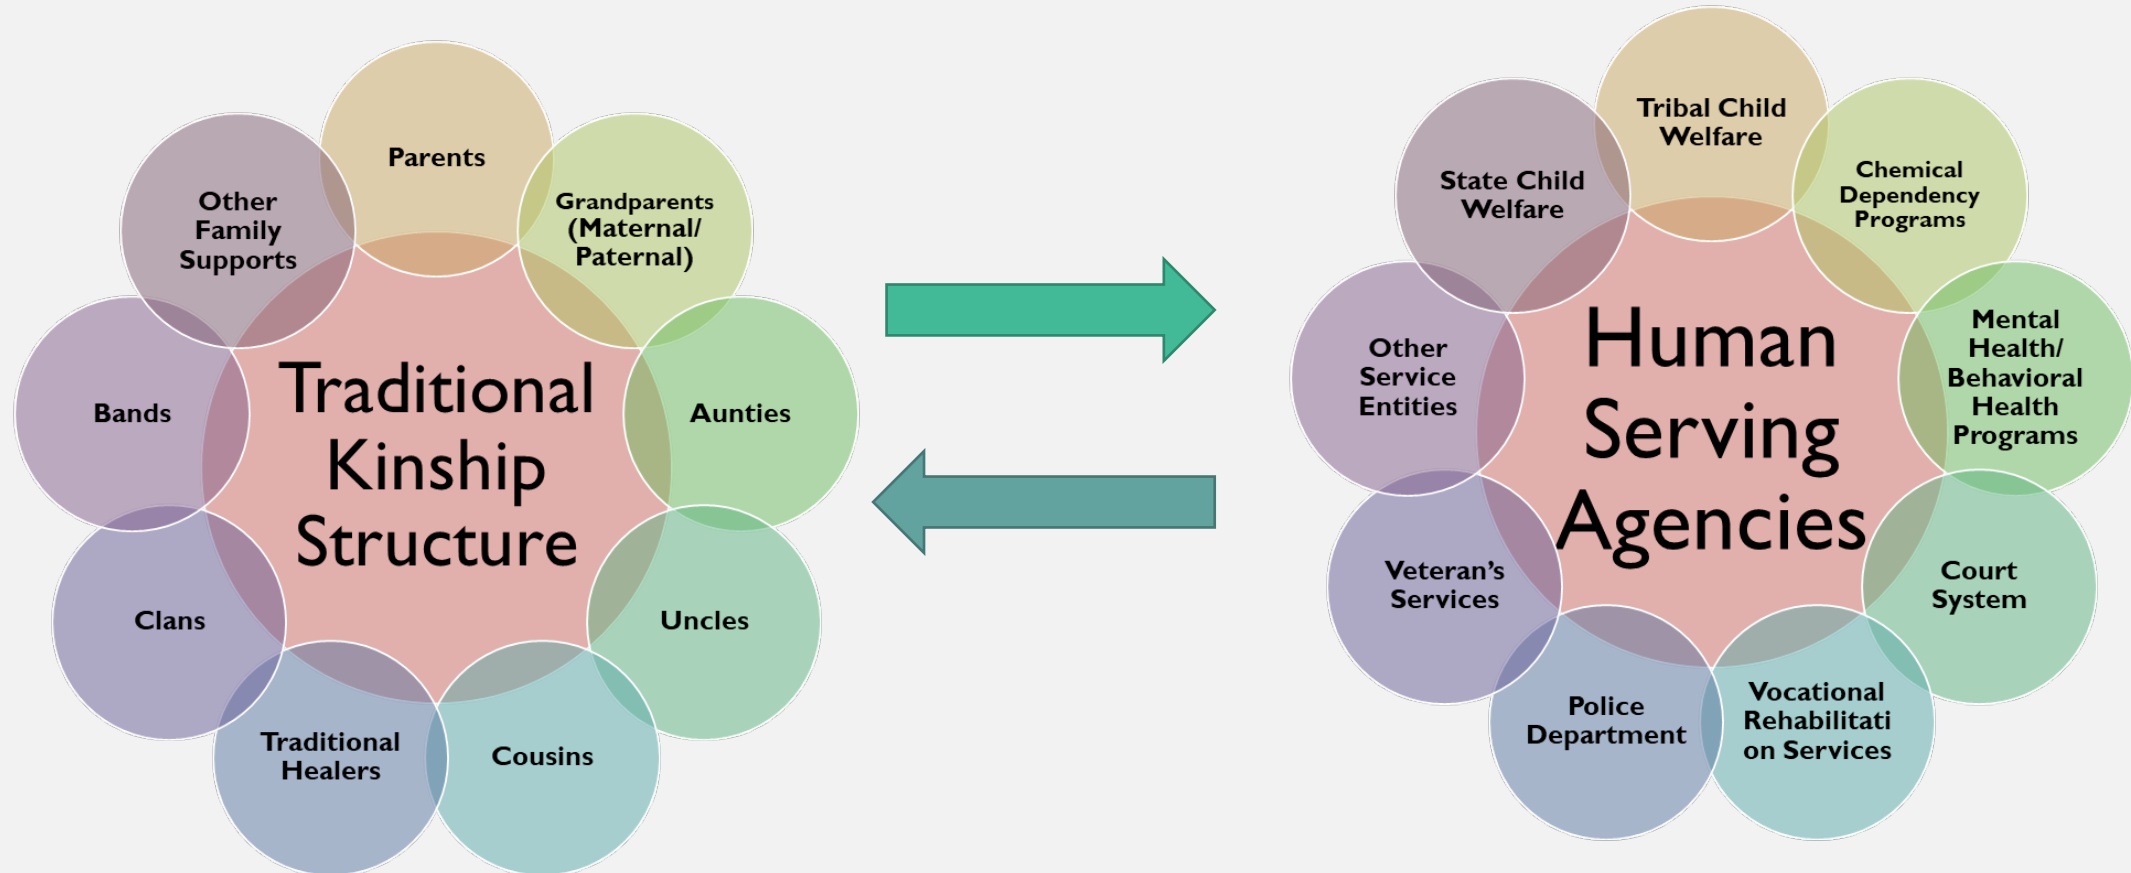 Traditional
Kinship
Structure
Parents
Grandparents
(Maternal/
Paternal)
Aunties
Uncles
Cousins
Traditional
Healers
Clans
Bands
Other
Family
Supports
Human
Serving
Agencies
Tribal Child
Welfare
Chemical
Dependency
Programs
Mental
Health/
Behavioral
Health
Programs
Court
System
Vocational
Rehabilitati
on Services
Police
Department
Veteran’s
Services
Other
Service
Entities
State Child
Welfare